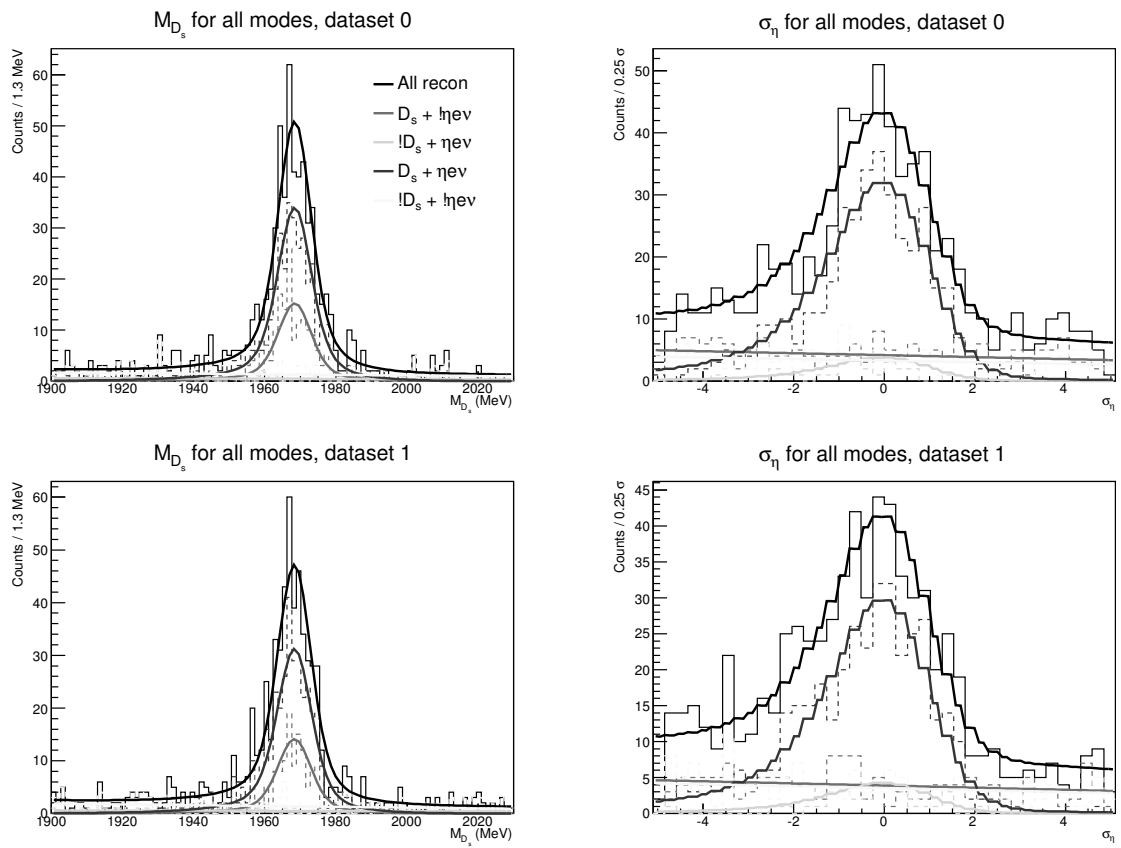 M_{D_s} for all modes, dataset 0
Counts / 1.3 MeV
60
50
40
30
20
10
0
1900 1920 1940 1960 1980 2000 2020
M_{D_s} (MeV)
All recon
D_s + !ηeν
!D_s + ηeν
D_s + ηeν
!D_s + !ηeν
σ_η for all modes, dataset 0
Counts / 0.25 σ
50
40
30
20
10
0
-4 -2 0 2 4
σ_η
M_{D_s} for all modes, dataset 1
Counts / 1.3 MeV
60
50
40
30
20
10
0
1900 1920 1940 1960 1980 2000 2020
M_{D_s} (MeV)
σ_η for all modes, dataset 1
Counts / 0.25 σ
45
40
35
30
25
20
15
10
5
0
-4 -2 0 2 4
σ_η